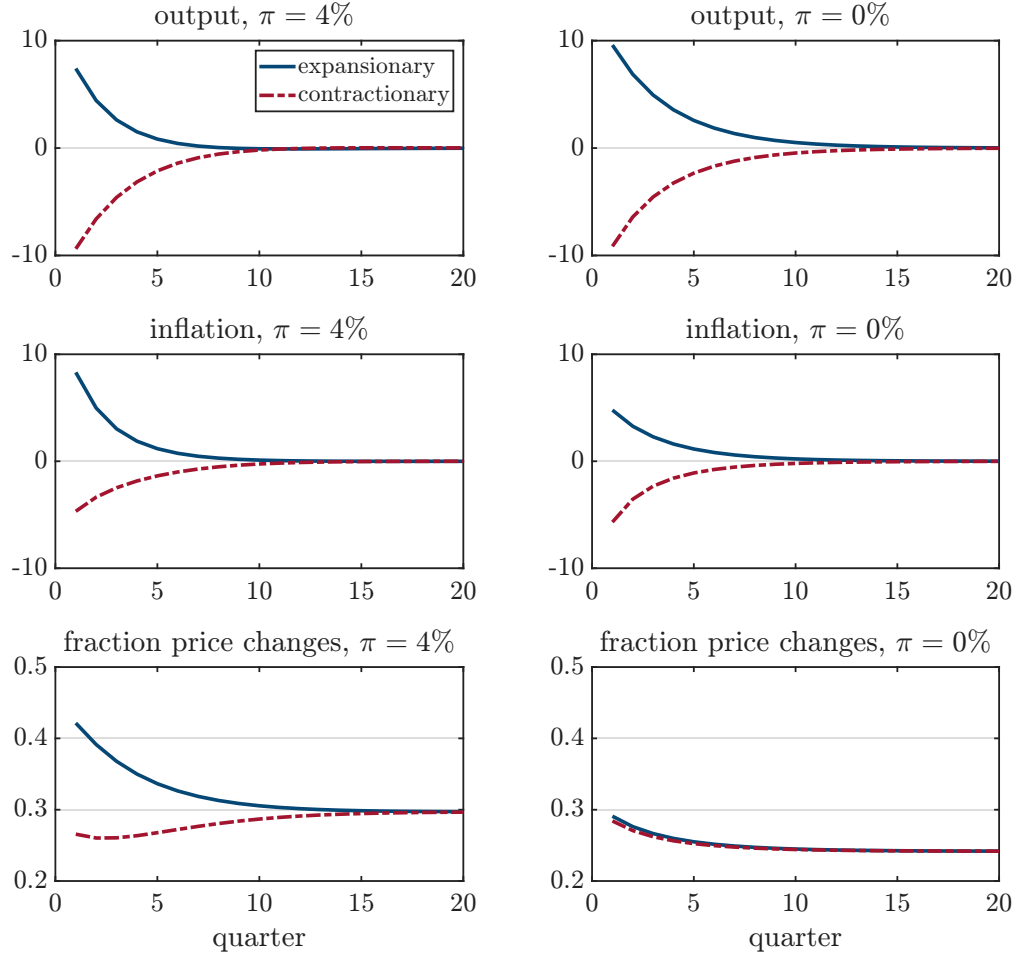 output, π = 4%
10
0
-10
0 5 10 15 20
expansionary
contractionary
output, π = 0%
10
0
-10
0 5 10 15 20
inflation, π = 4%
10
0
-10
0 5 10 15 20
inflation, π = 0%
10
0
-10
0 5 10 15 20
fraction price changes, π = 4%
0.5
0.4
0.3
0.2
0 5 10 15 20
quarter
fraction price changes, π = 0%
0.5
0.4
0.3
0.2
0 5 10 15 20
quarter